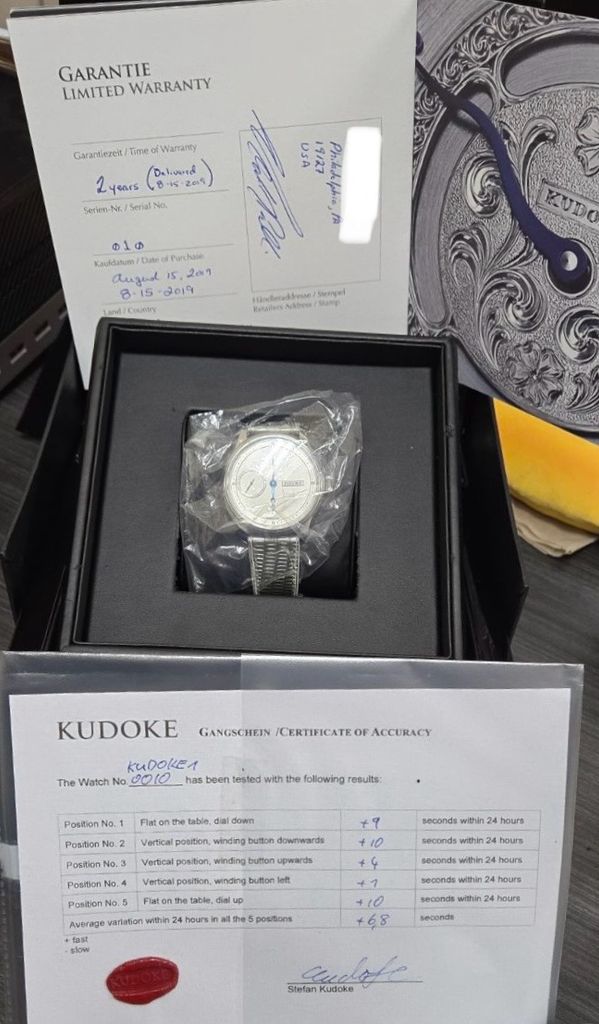 GARANTIE
LIMITED WARRANTY
Garantiezeit / Time of Warranty
2 years (Delivered 8-15-2019)
Serien-Nr. / Serial No.
010
Kaufdatum / Date of Purchase
August 15, 2019
8-15-2019
Land / Country
Philadelphia, PA
19127
USA
Händleradresse / Stempel
Retailers Address / Stamp
KUDO
KUDOKE
KUDOKE GANGSCHEIN /CERTIFICATE OF ACCURACY
KUDOKE1
The Watch No. 0010 has been tested with the following results:
Position No. 1 Flat on the table, dial down +9 seconds within 24 hours
Position No. 2 Vertical position, winding button downwards +10 seconds within 24 hours
Position No. 3 Vertical position, winding button upwards +4 seconds within 24 hours
Position No. 4 Vertical position, winding button left +1 seconds within 24 hours
Position No. 5 Flat on the table, dial up +10 seconds within 24 hours
Average variation within 24 hours in all the 5 positions +6,8 seconds
+ fast
- slow
KUDOKE
Stefan Kudoke